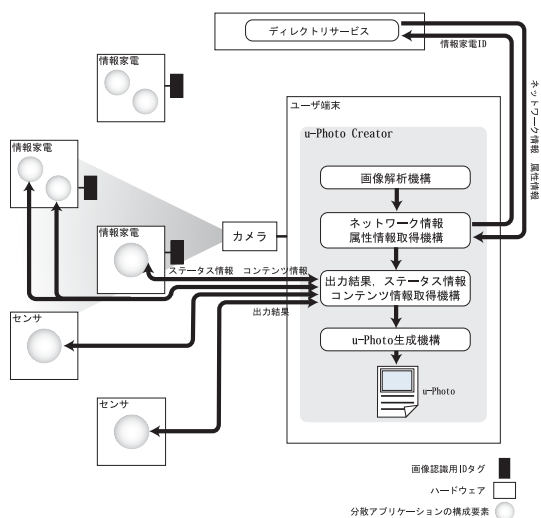 ディレクトリサービス
情報家電ID
ネットワーク情報 属性情報
情報家電
情報家電
情報家電
センサ
センサ
カメラ
ステータス情報 コンテンツ情報
出力結果
ユーザ端末
u-Photo Creator
画像解析機構
ネットワーク情報
属性情報取得機構
出力結果，ステータス情報
コンテンツ情報取得機構
u-Photo生成機構
u-Photo
画像認識用IDタグ
ハードウェア
分散アプリケーションの構成要素